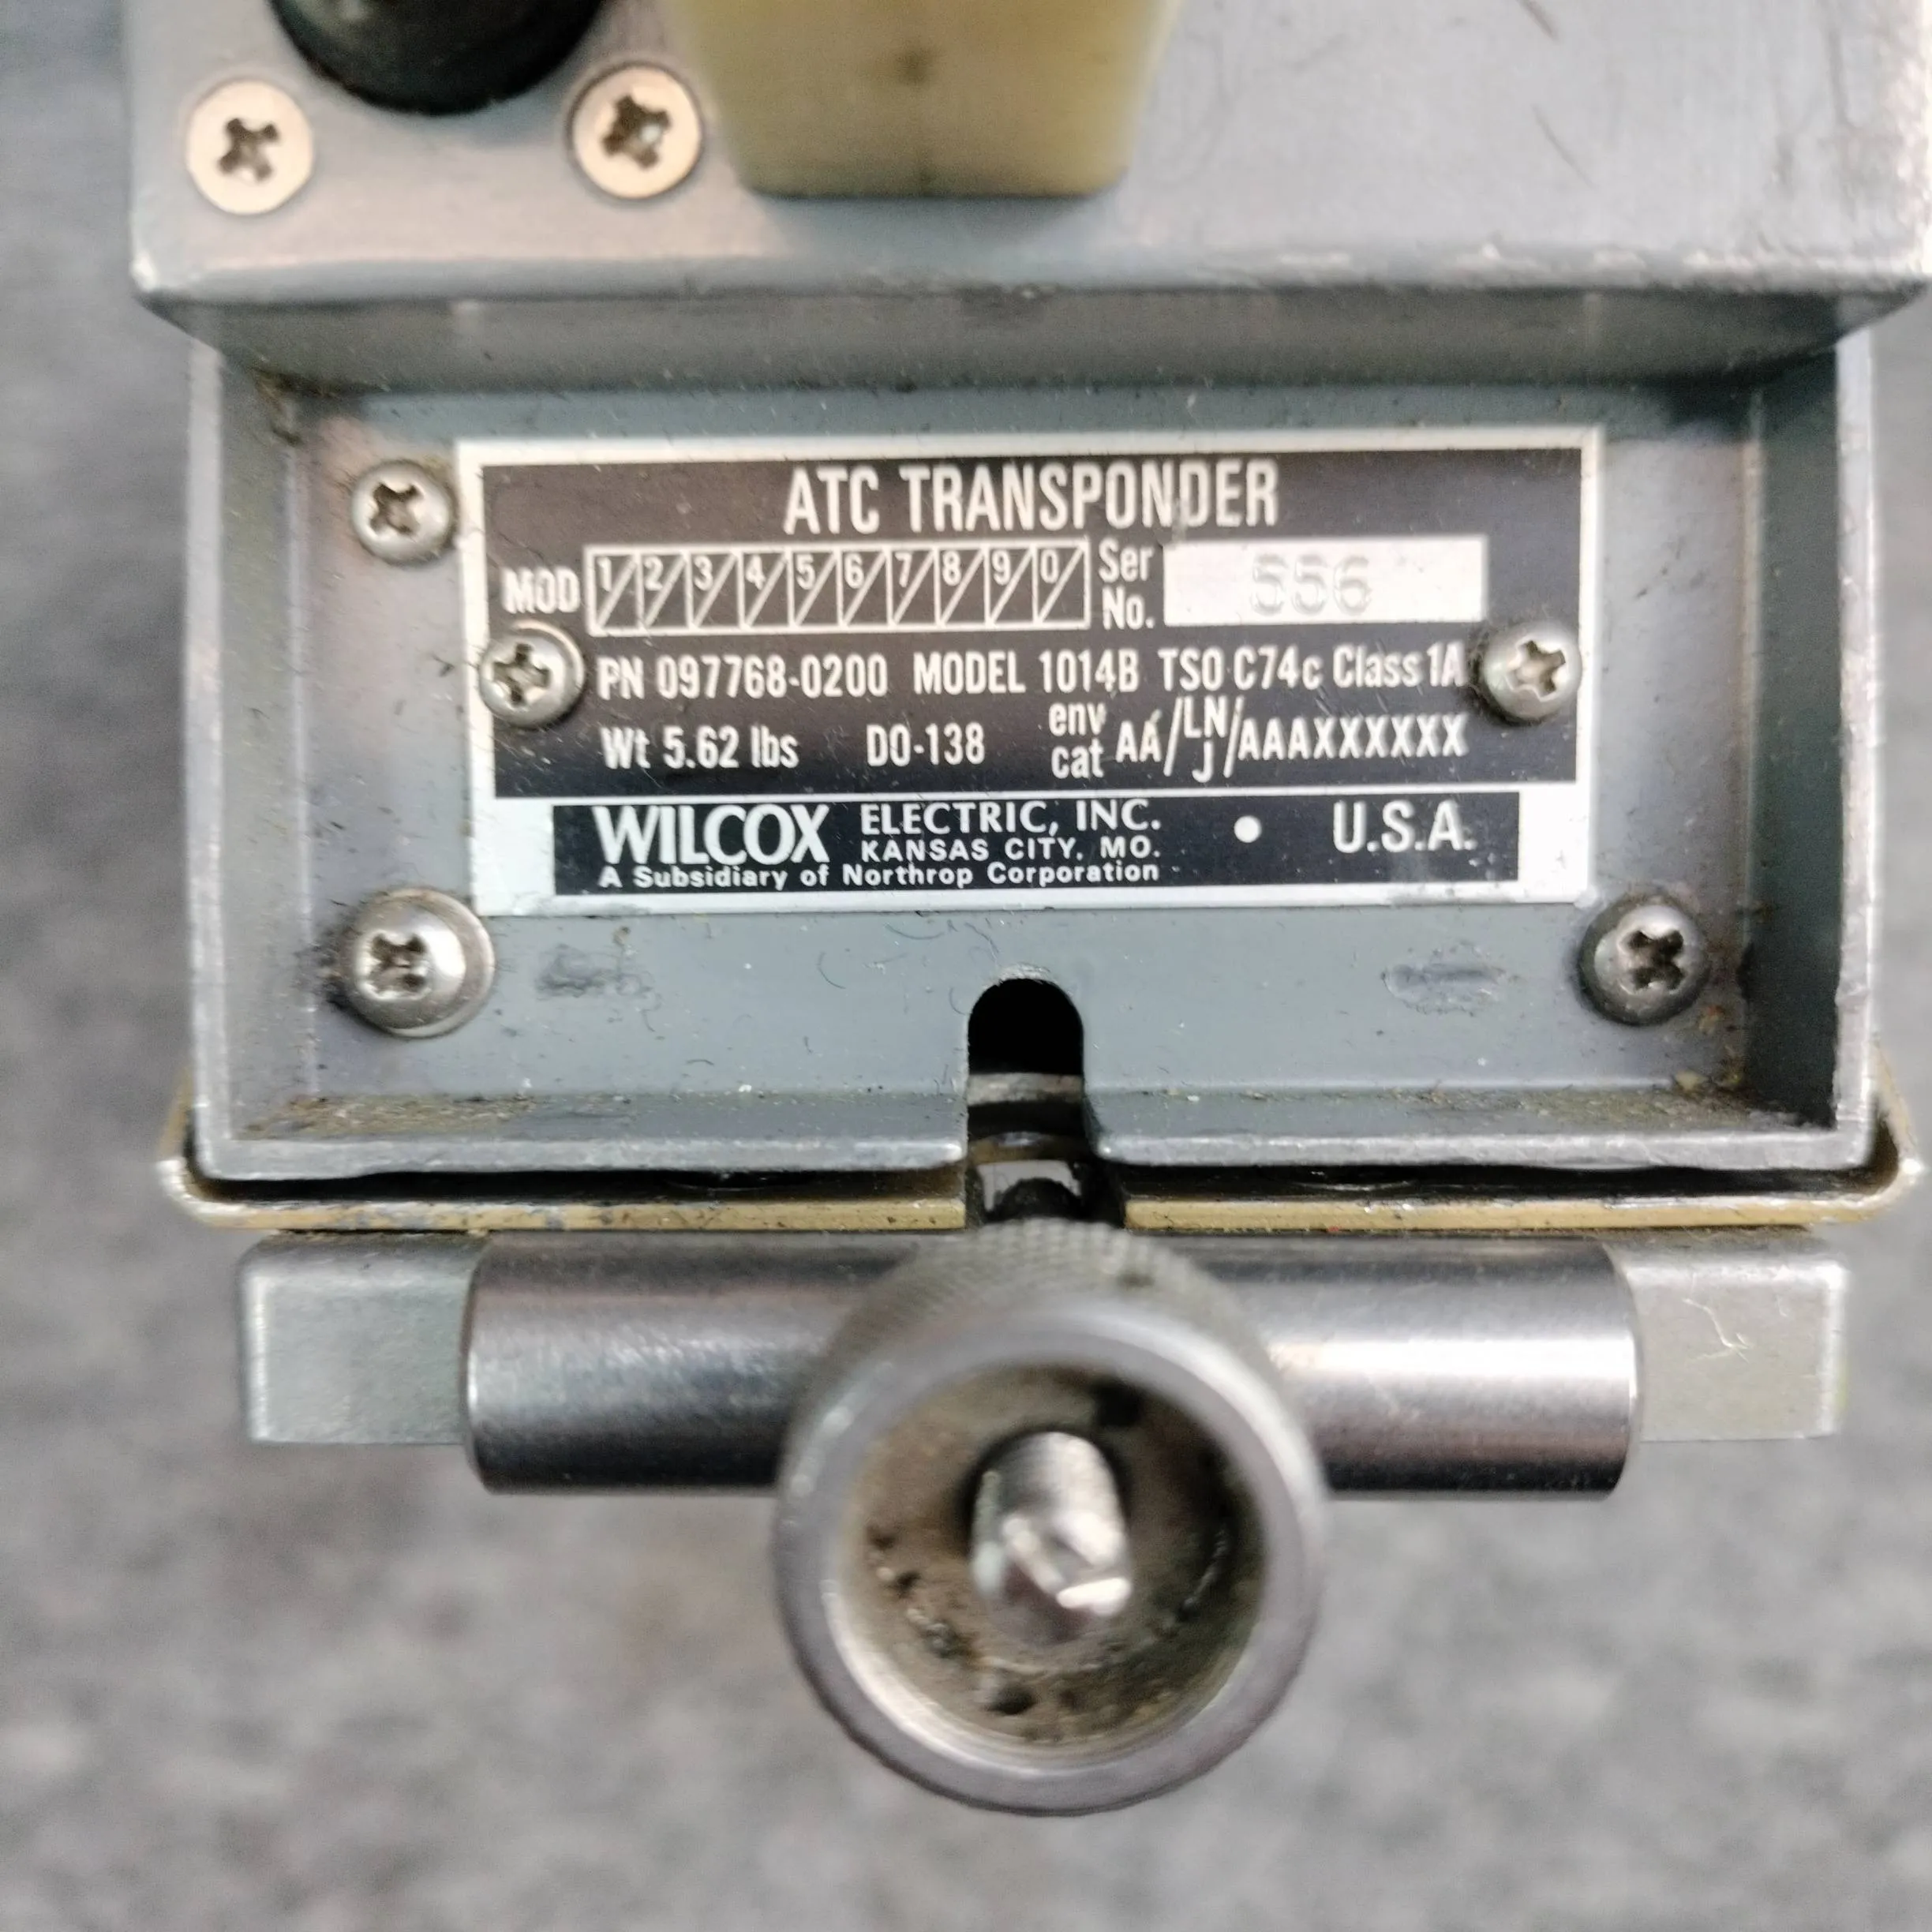 ATC TRANSPONDER
MOD 1 2 3 4 5 6 7 8 9 0 Ser No. 556
PN 097768-0200 MODEL 1014B TSO C74c Class 1A
Wt 5.62 lbs DO-138 env cat AA/LN/J/AAAXXXXXX
WILCOX ELECTRIC, INC. • U.S.A.
KANSAS CITY, MO.
A Subsidiary of Northrop Corporation